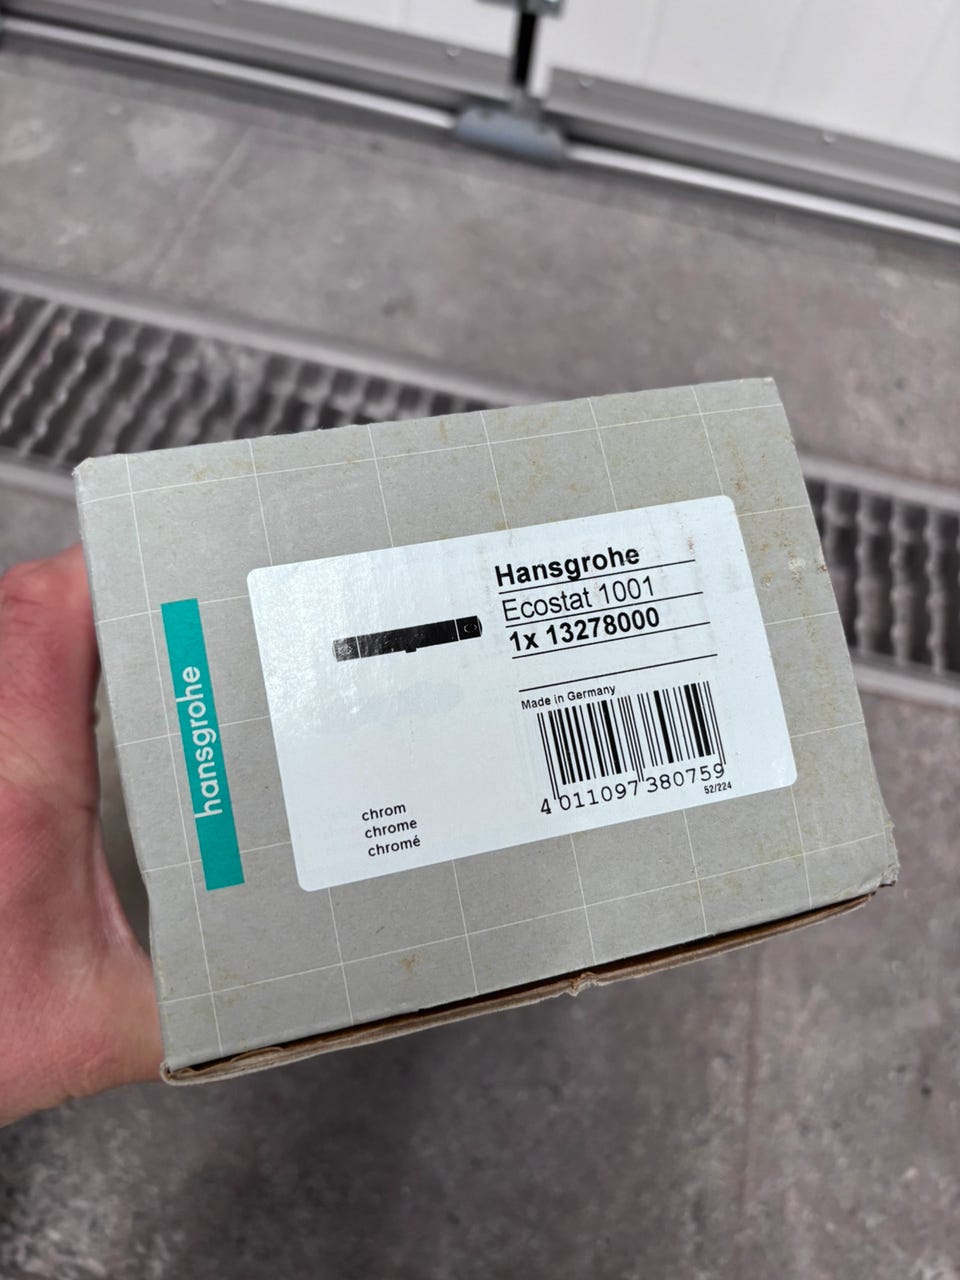 hansgrohe
Hansgrohe
Ecostat 1001
1x 13278000
Made in Germany
4 011097 380759
52/224
chrom
chrome
chromé